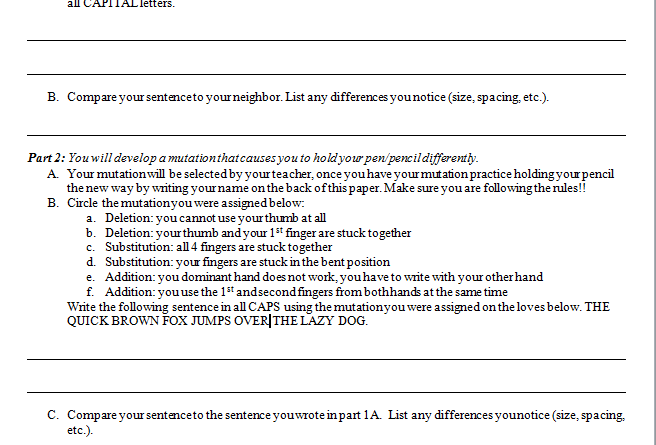 all CAPITAL letters.
B. Compare your sentence to your neighbor. List any differences you notice (size, spacing, etc.).
Part 2: You will develop a mutation that causes you to hold your pen/pencil differently.
A. Your mutation will be selected by your teacher, once you have your mutation practice holding your pencil
the new way by writing your name on the back of this paper. Make sure you are following the rules!!
B. Circle the mutation you were assigned below:
a. Deletion: you cannot use your thumb at all
b. Deletion: your thumb and your 1st finger are stuck together
c. Substitution: all 4 fingers are stuck together
d. Substitution: your fingers are stuck in the bent position
e. Addition: you dominant hand does not work, you have to write with your other hand
f. Addition: you use the 1st and second fingers from both hands at the same time
Write the following sentence in all CAPS using the mutation you were assigned on the loves below. THE
QUICK BROWN FOX JUMPS OVER THE LAZY DOG.
C. Compare your sentence to the sentence you wrote in part 1A. List any differences you notice (size, spacing,
etc.).